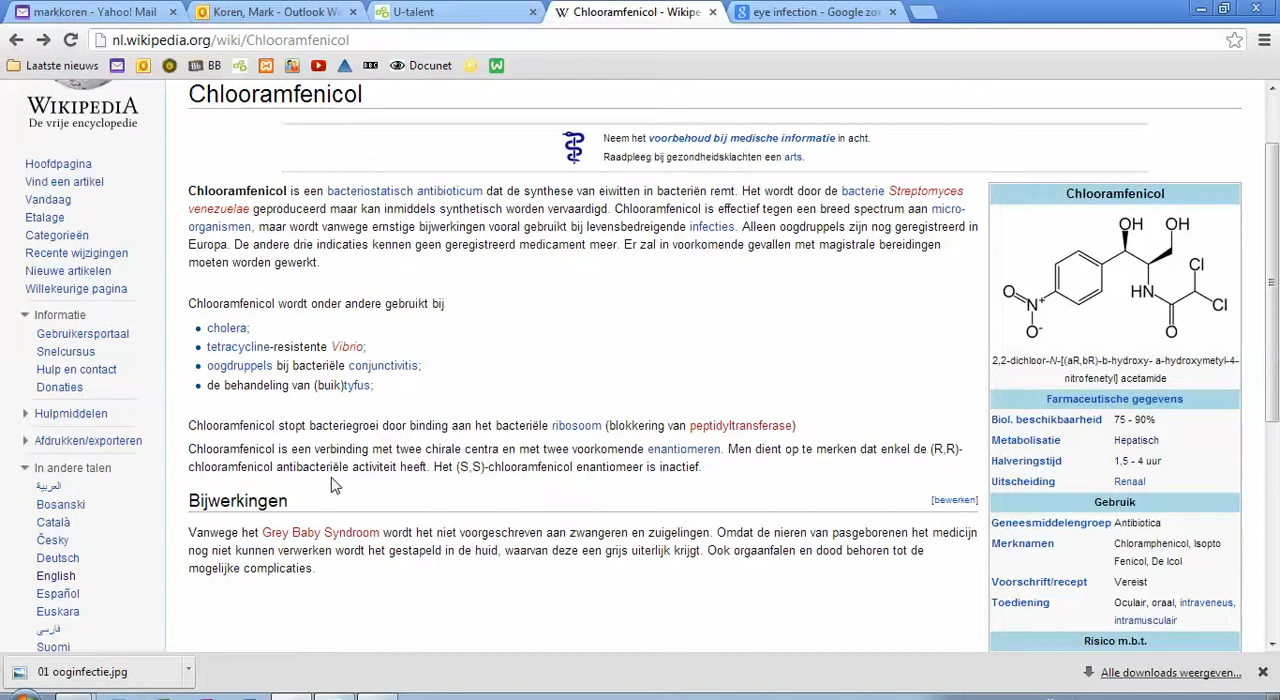 markkoren - Yahoo! Mail
Koren, Mark - Outlook We
U-talent
Chlooramfenicol - Wikipe
eye infection - Google zoe
nl.wikipedia.org/wiki/Chlooramfenicol
Laatste nieuws
BB
BBC
Docunet
WIKIPEDIA
De vrije encyclopedie
Hoofdpagina
Vind een artikel
Vandaag
Etalage
Categorieën
Recente wijzigingen
Nieuwe artikelen
Willekeurige pagina
Informatie
Gebruikersportaal
Snelcursus
Hulp en contact
Donaties
Hulpmiddelen
Afdrukken/exporteren
In andere talen
العربية
Bosanski
Català
Česky
Deutsch
English
Español
Euskara
فارسی
Suomi
Chlooramfenicol
Neem het voorbehoud bij medische informatie in acht.
Raadpleeg bij gezondheidsklachten een arts.
Chlooramfenicol is een bacteriostatisch antibioticum dat de synthese van eiwitten in bacteriën remt. Het wordt door de bacterie Streptomyces
venezuelae geproduceerd maar kan inmiddels synthetisch worden vervaardigd. Chlooramfenicol is effectief tegen een breed spectrum aan micro-
organismen, maar wordt vanwege ernstige bijwerkingen vooral gebruikt bij levensbedreigende infecties. Alleen oogdruppels zijn nog geregistreerd in
Europa. De andere drie indicaties kennen geen geregistreerd medicament meer. Er zal in voorkomende gevallen met magistrale bereidingen
moeten worden gewerkt.
Chlooramfenicol wordt onder andere gebruikt bij
cholera;
tetracycline-resistente Vibrio;
oogdruppels bij bacteriële conjunctivitis;
de behandeling van (buik)tyfus;
Chlooramfenicol stopt bacteriegroei door binding aan het bacteriële ribosoom (blokkering van peptidyltransferase)
Chlooramfenicol is een verbinding met twee chirale centra en met twee voorkomende enantiomeren. Men dient op te merken dat enkel de (R,R)-
chlooramfenicol antibacteriële activiteit heeft. Het (S,S)-chlooramfenicol enantiomeer is inactief.
Bijwerkingen
[bewerken]
Vanwege het Grey Baby Syndroom wordt het niet voorgeschreven aan zwangeren en zuigelingen. Omdat de nieren van pasgeborenen het medicijn
nog niet kunnen verwerken wordt het gestapeld in de huid, waarvan deze een grijs uiterlijk krijgt. Ook orgaanfalen en dood behoren tot de
mogelijke complicaties.
Chlooramfenicol
OH OH
Cl
HN
Cl
O N+
O- O
2,2-dichloor-N-[(aR,bR)-b-hydroxy- a-hydroxymetyl-4-
nitrofenetyl] acetamide
Farmaceutische gegevens
Biol. beschikbaarheid 75 - 90%
Metabolisatie Hepatisch
Halveringstijd 1,5 - 4 uur
Uitscheiding Renaal
Gebruik
Geneesmiddelengroep Antibiotica
Merknamen Chloramphenicol, Isopto
Fenicol, De Icol
Voorschrift/recept Vereist
Toediening Oculair, oraal, intraveneus,
intramusculair
Risico m.b.t.
01 ooginfectie.jpg
Alle downloads weergeven...